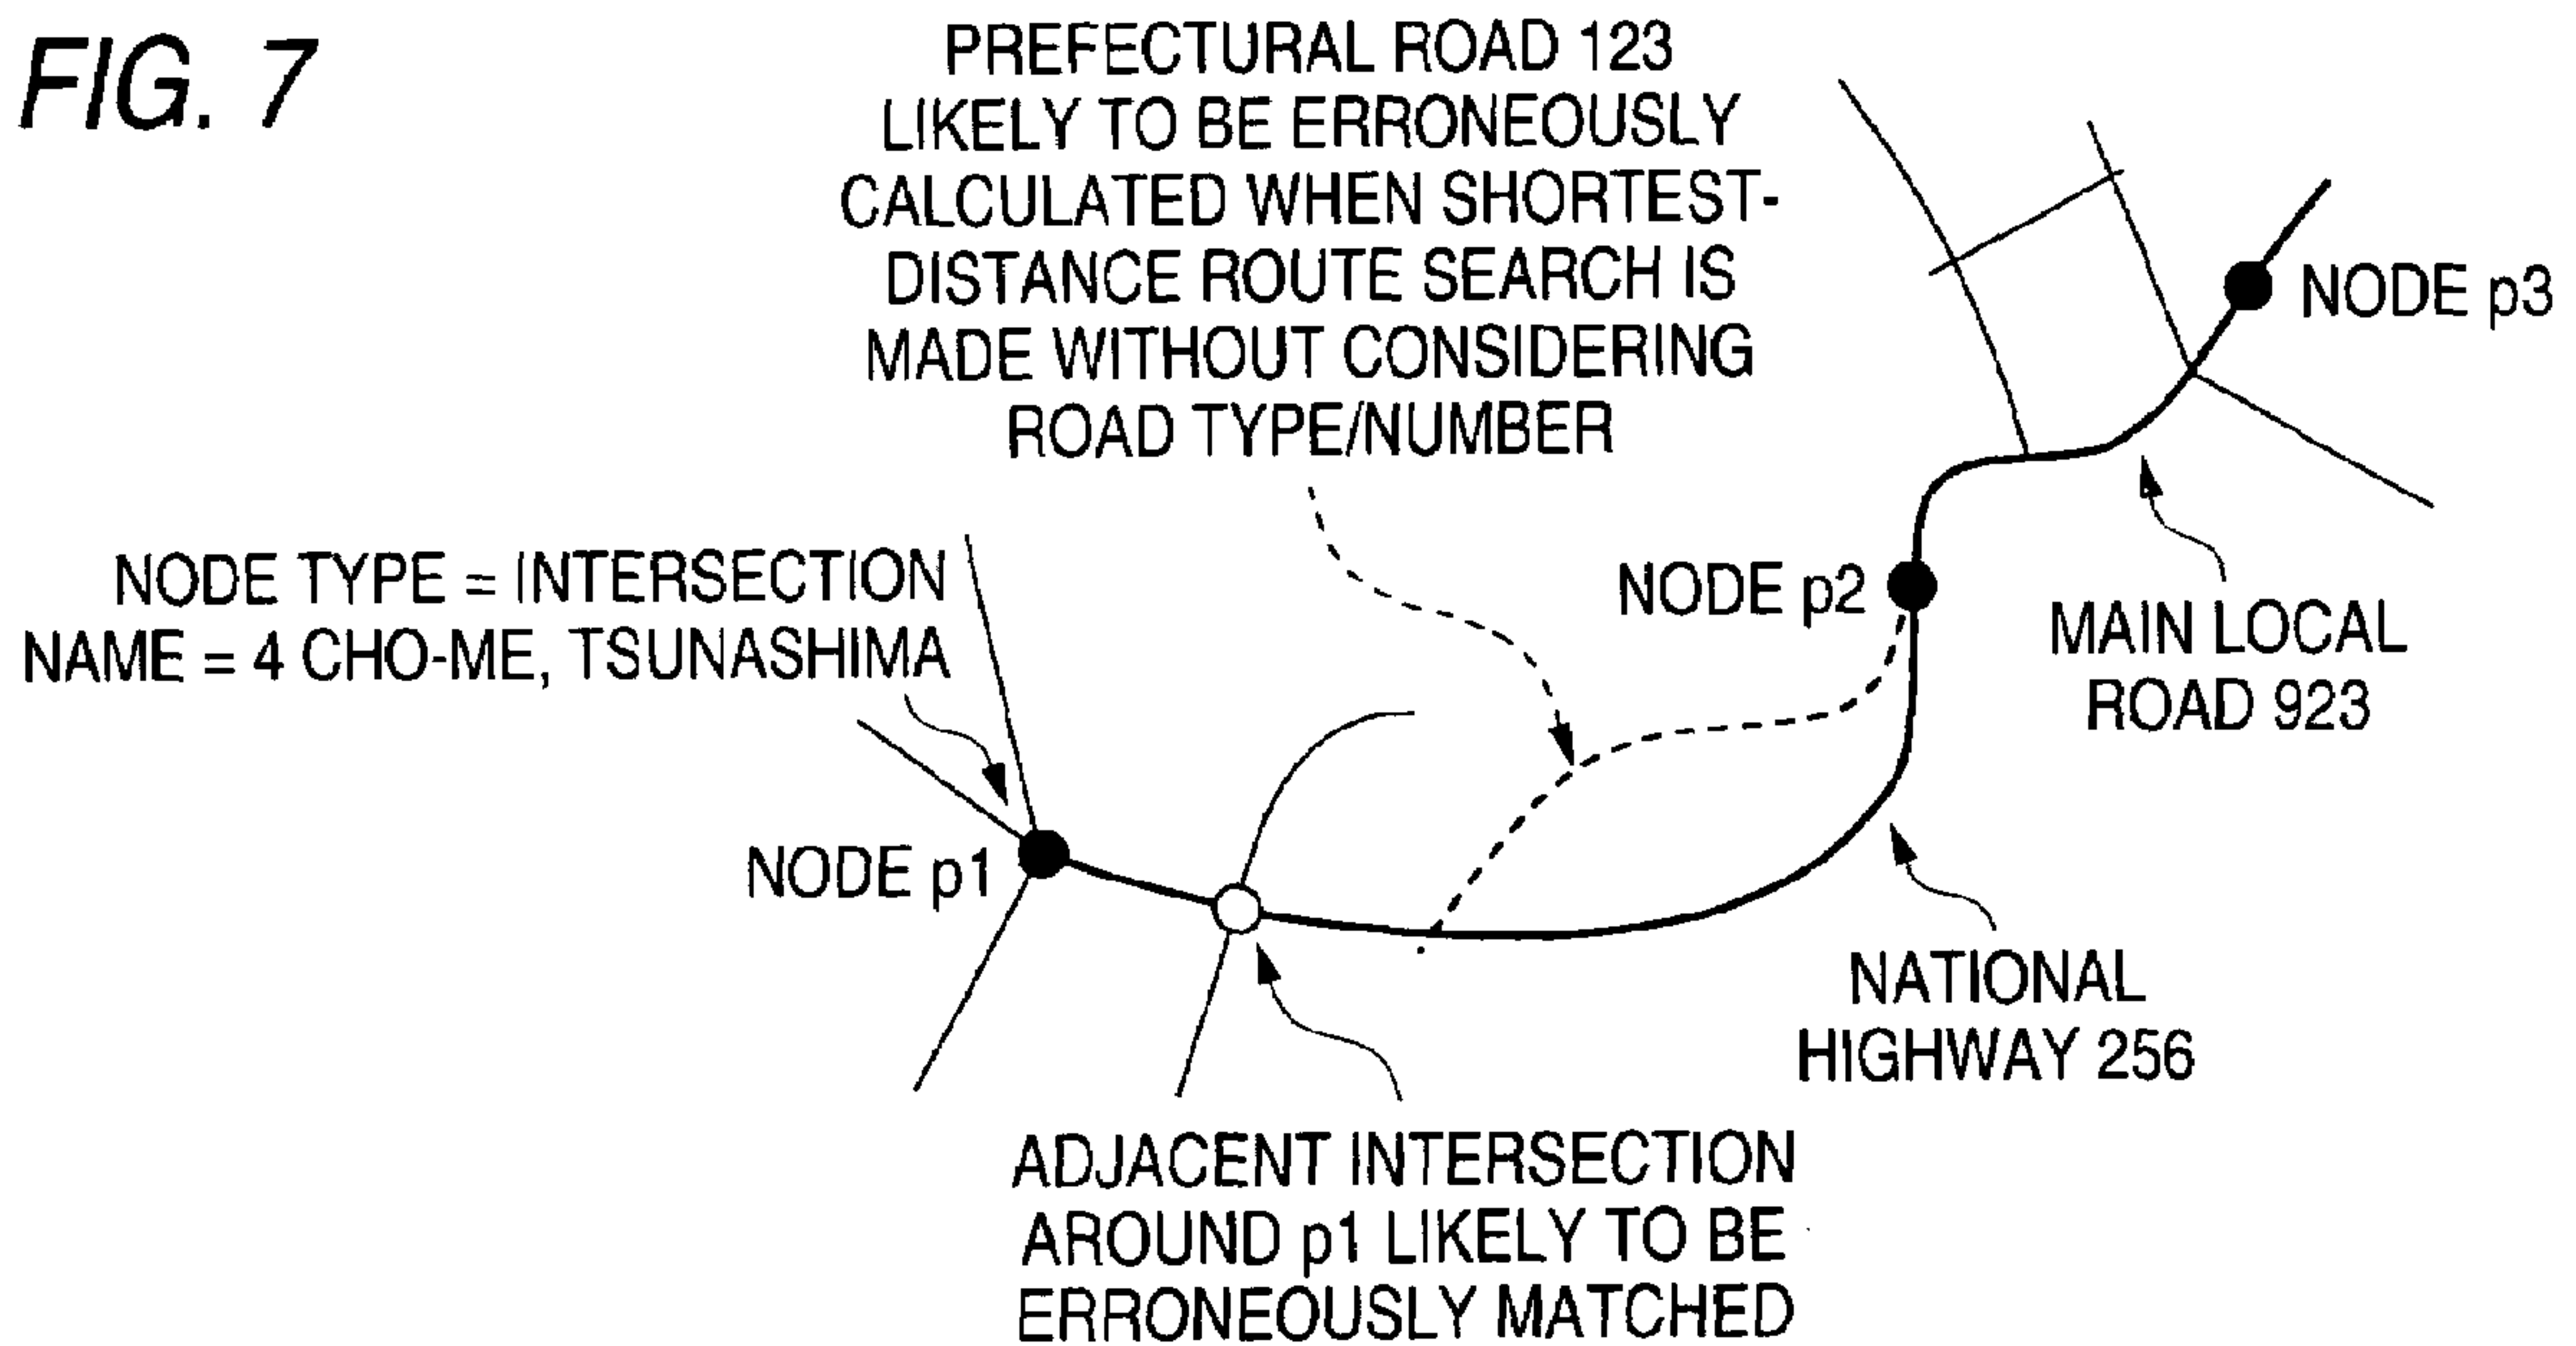 FIG. 7
PREFECTURAL ROAD 123
LIKELY TO BE ERRONEOUSLY
CALCULATED WHEN SHORTEST-
DISTANCE ROUTE SEARCH IS
MADE WITHOUT CONSIDERING
ROAD TYPE/NUMBER
NODE p3
NODE TYPE = INTERSECTION
NAME = 4 CHO-ME, TSUNASHIMA
NODE p2
MAIN LOCAL
ROAD 923
NODE p1
NATIONAL
HIGHWAY 256
ADJACENT INTERSECTION
AROUND p1 LIKELY TO BE
ERRONEOUSLY MATCHED